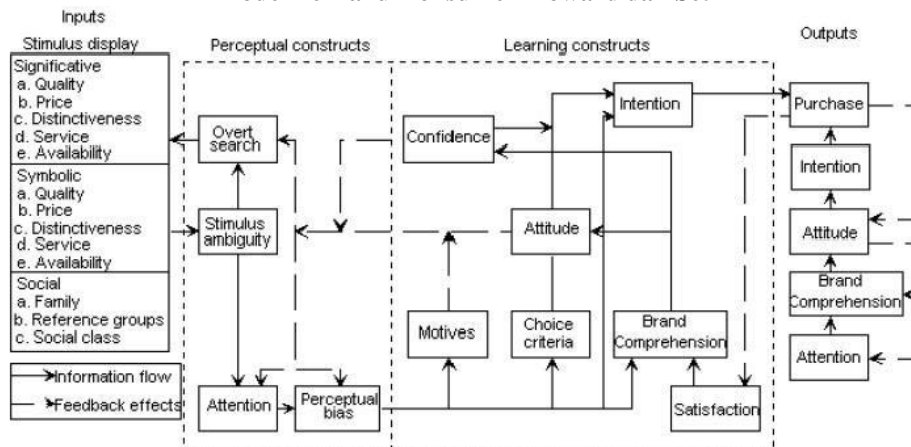 Inputs
Stimulus display
Significative
a. Quality
b. Price
c. Distinctiveness
d. Service
e. Availability
Symbolic
a. Quality
b. Price
c. Distinctiveness
d. Service
e. Availability
Social
a. Family
b. Reference groups
c. Social class
Information flow
Feedback effects
Perceptual constructs
Overt
search
Stimulus
ambiguity
Attention
Perceptual
bias
Learning constructs
Confidence
Intention
Attitude
Motives
Choice
criteria
Brand
Comprehension
Satisfaction
Outputs
Purchase
Intention
Attitude
Brand
Comprehension
Attention